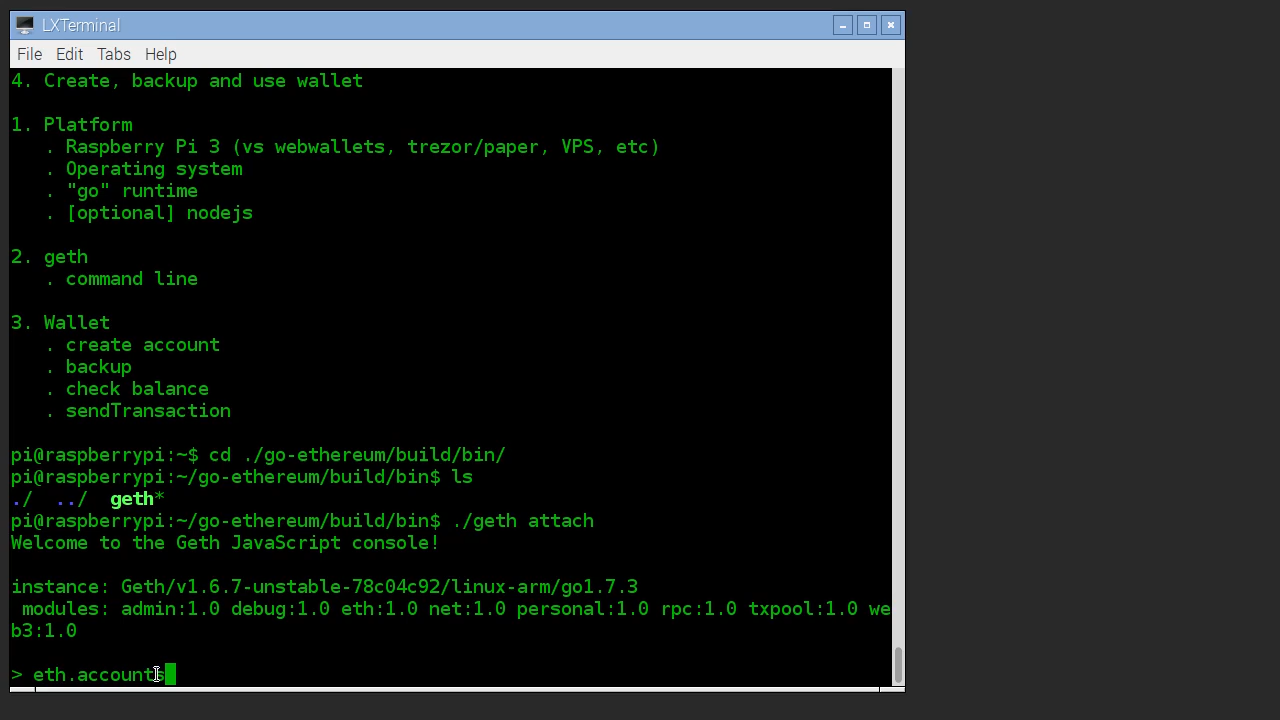 LXTerminal
File Edit Tabs Help
4. Create, backup and use wallet
1. Platform
. Raspberry Pi 3 (vs webwallets, trezor/paper, VPS, etc)
. Operating system
. "go" runtime
. [optional] nodejs
2. geth
. command line
3. Wallet
. create account
. backup
. check balance
. sendTransaction
pi@raspberrypi:~$ cd ./go-ethereum/build/bin/
pi@raspberrypi:~/go-ethereum/build/bin$ ls
./ ../ geth*
pi@raspberrypi:~/go-ethereum/build/bin$ ./geth attach
Welcome to the Geth JavaScript console!
instance: Geth/v1.6.7-unstable-78c04c92/linux-arm/go1.7.3
modules: admin:1.0 debug:1.0 eth:1.0 net:1.0 personal:1.0 rpc:1.0 txpool:1.0 we
b3:1.0
> eth.accounts